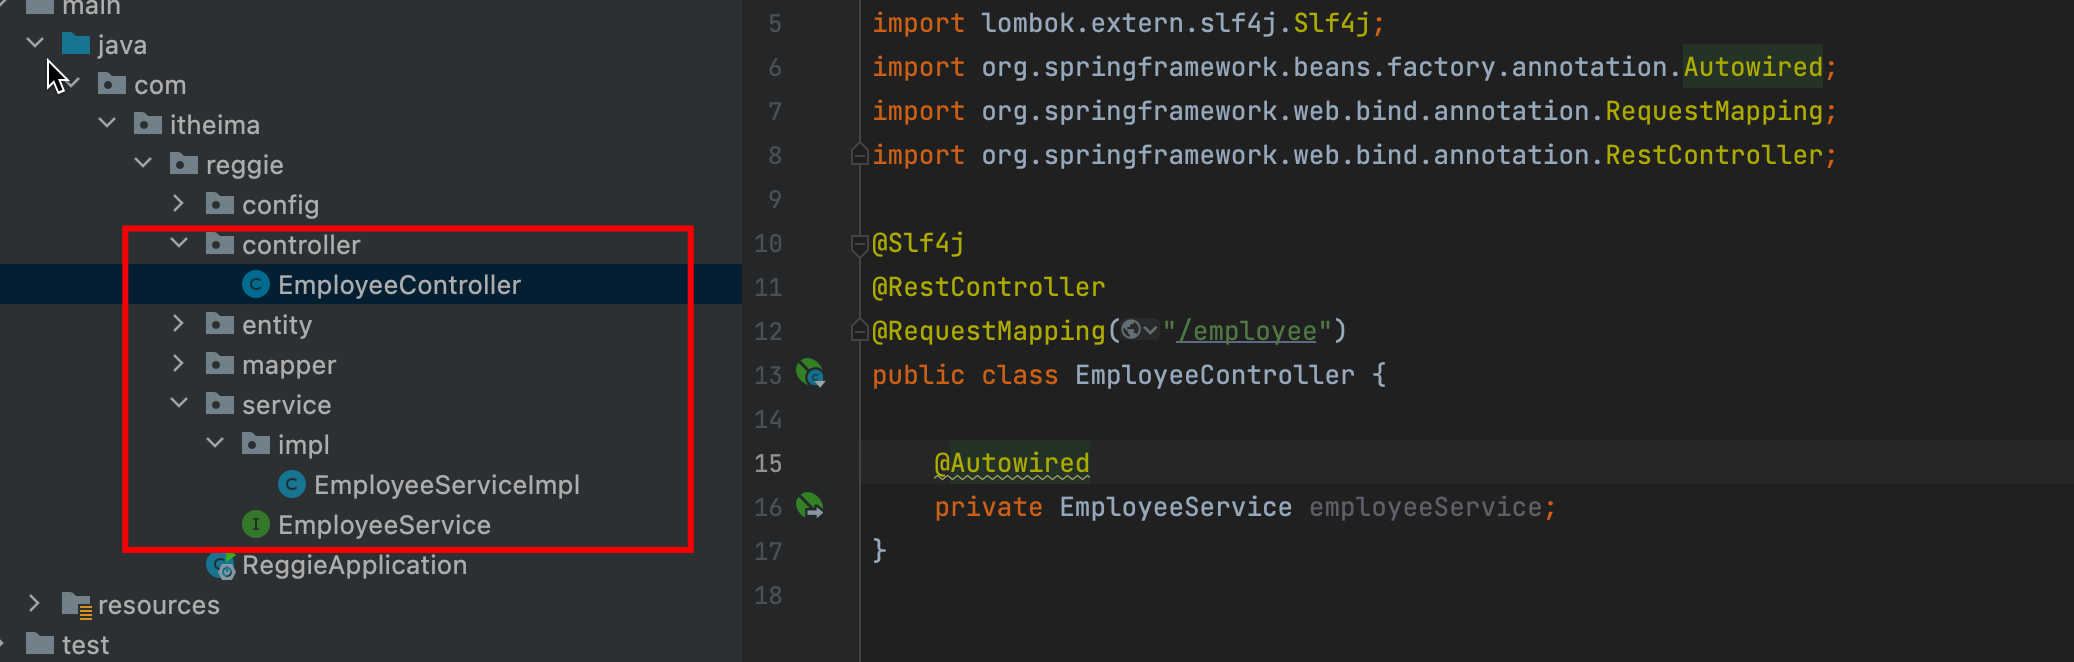 main
java
com
itheima
reggie
config
controller
EmployeeController
entity
mapper
service
impl
EmployeeServiceImpl
EmployeeService
ReggieApplication
resources
test
5 import lombok.extern.slf4j.Slf4j;
6 import org.springframework.beans.factory.annotation.Autowired;
7 import org.springframework.web.bind.annotation.RequestMapping;
8 import org.springframework.web.bind.annotation.RestController;
9
10 @Slf4j
11 @RestController
12 @RequestMapping("/employee")
13 public class EmployeeController {
14
15 @Autowired
16 private EmployeeService employeeService;
17 }
18